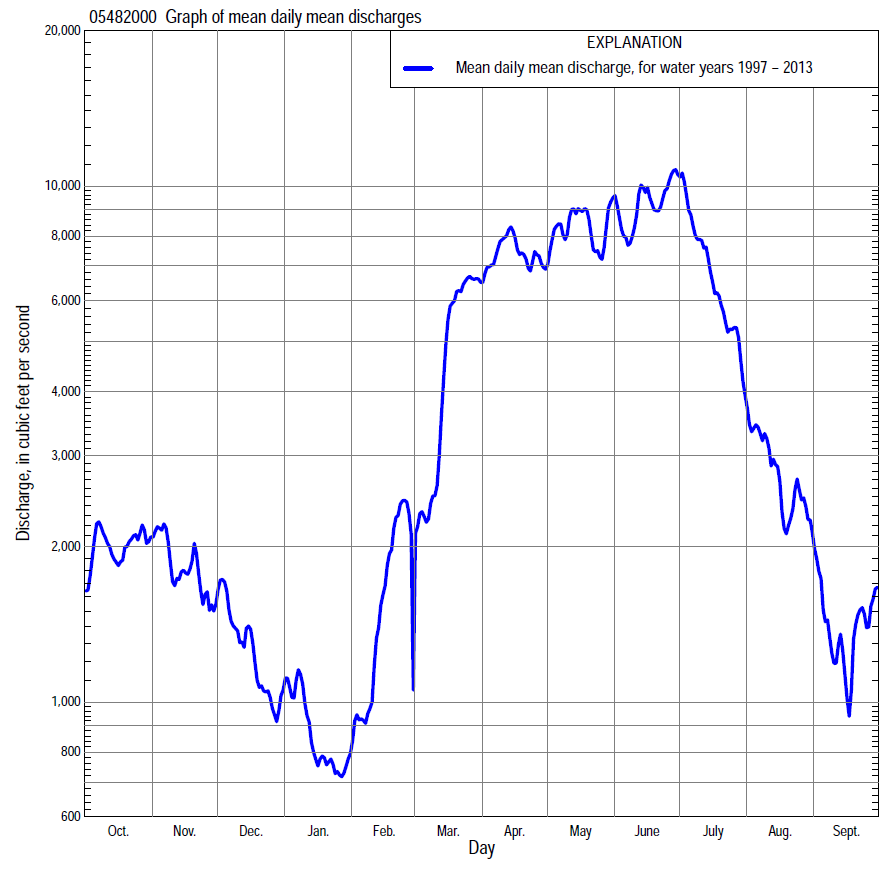 05482000 Graph of mean daily mean discharges
EXPLANATION
Mean daily mean discharge, for water years 1997 – 2013
20,000
10,000
8,000
6,000
4,000
3,000
2,000
1,000
800
600
Discharge, in cubic feet per second
Oct. Nov. Dec. Jan. Feb. Mar. Apr. May June July Aug. Sept.
Day